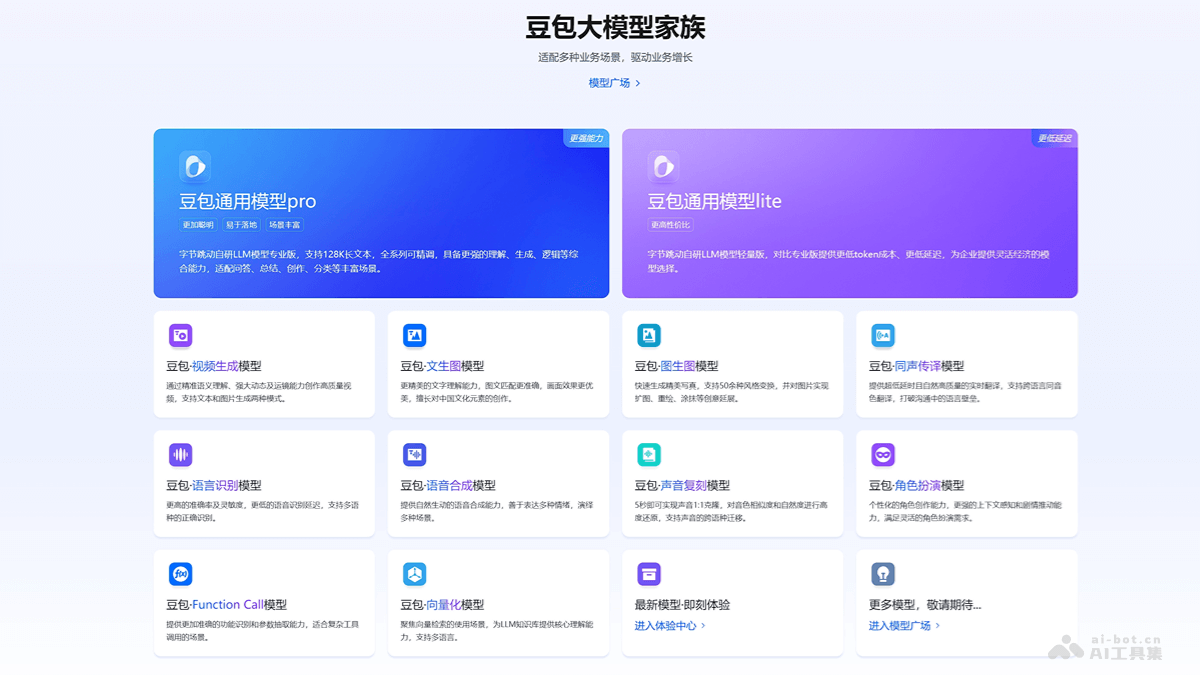 豆包大模型家族
适配多种业务场景，驱动业务增长
模型广场 >
更强能力
豆包通用模型pro
更加聪明 易于落地 场景丰富
字节跳动自研LLM模型专业版，支持128K长文本，全系列可精调，具备更强的理解、生成、逻辑等综
合能力，适配问答、总结、创作、分类等丰富场景。
更低延迟
豆包通用模型lite
更高性价比
字节跳动自研LLM模型轻量版，对比专业版提供更低token成本、更低延迟，为企业提供灵活经济的模
型选择。
豆包·视频生成模型
通过精准语义理解、强大动态及运镜能力创作高质量视
频，支持文本和图片生成两种模式。
豆包·文生图模型
更精美的文字理解能力，图文匹配更准确，画面效果更优
美，擅长对中国文化元素的创作。
豆包·图生图模型
快速生成精美写真，支持50余种风格变换，并对图片实现
扩图、重绘、涂抹等创意延展。
豆包·同声传译模型
提供超低延时且自然高质量的实时翻译，支持跨语言同音
色翻译，打破沟通中的语言壁垒。
豆包·语言识别模型
更高的准确率及灵敏度，更低的语音识别延迟，支持多语
种的正确识别。
豆包·语音合成模型
提供自然生动的语音合成能力，善于表达多种情绪，演绎
多种场景。
豆包·声音复刻模型
5秒即可实现声音1:1克隆，对音色相似度和自然度进行高
度还原，支持声音的跨语种迁移。
豆包·角色扮演模型
个性化的角色创作能力，更强的上下文感知和剧情推动能
力，满足灵活的角色扮演需求。
豆包·Function Call模型
提供更加准确的功能识别和参数抽取能力，适合复杂工具
调用的场景。
豆包·向量化模型
聚焦向量检索的使用场景，为LLM知识库提供核心理解能
力，支持多语言。
最新模型·即刻体验
进入体验中心 >
更多模型，敬请期待...
进入模型广场 >
ai-bot.cn
AI工具集